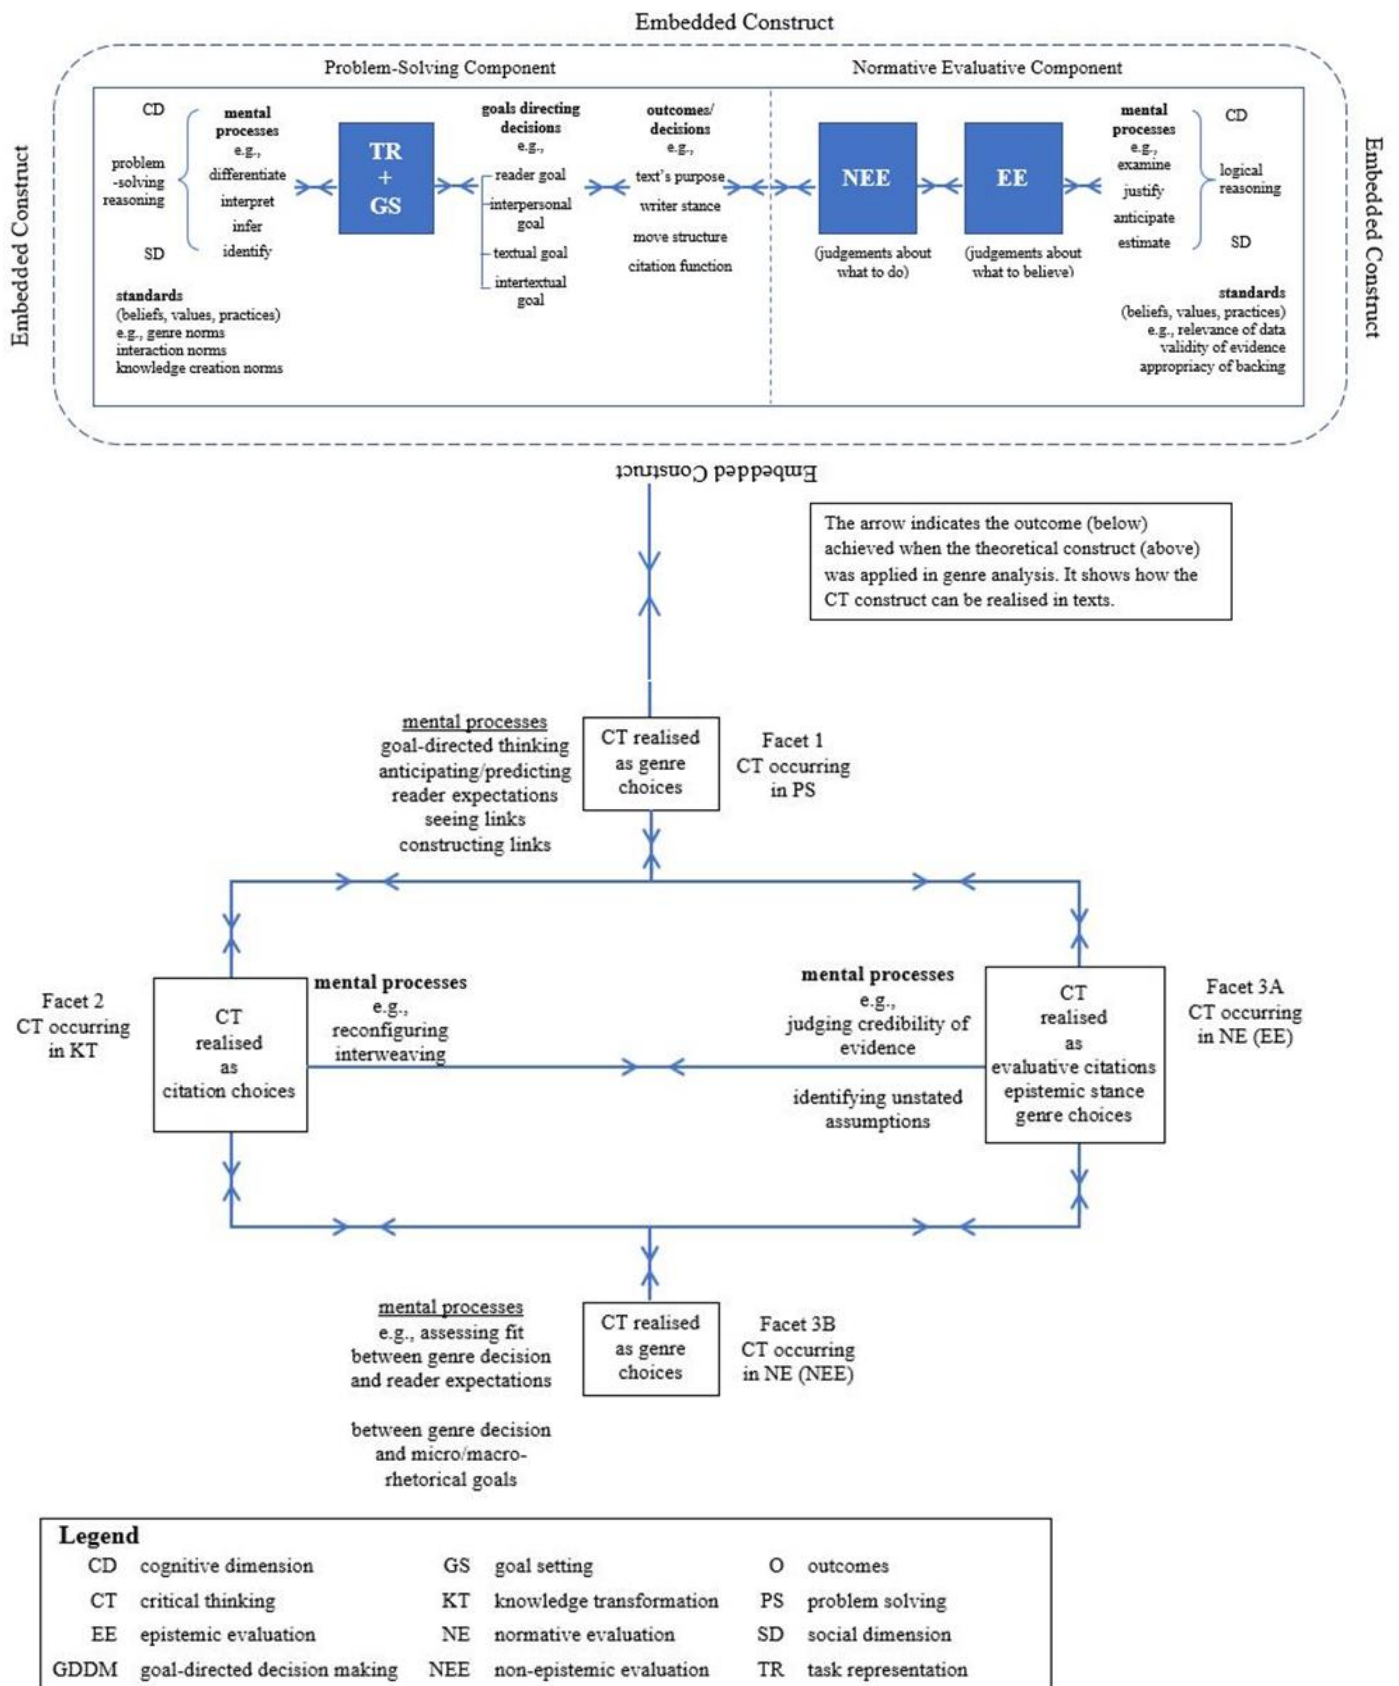 Embedded Construct
Problem-Solving Component
Normative Evaluative Component
Embedded Construct
CD
problem
-solving
reasoning
SD
mental
processes
e.g.,
differentiate
interpret
infer
identify
standards
(beliefs, values, practices)
e.g., genre norms
interaction norms
knowledge creation norms
TR
+
GS
goals directing
decisions
e.g.,
reader goal
interpersonal
goal
textual goal
intertextual
goal
outcomes/
decisions
e.g.,
text's purpose
writer stance
move structure
citation function
NEE
(judgements about
what to do)
EE
(judgements about
what to believe)
mental
processes
e.g.,
examine
justify
anticipate
estimate
CD
logical
reasoning
SD
standards
(beliefs, values, practices)
e.g., relevance of data
validity of evidence
appropriacy of backing
Embedded Construct
Embedded Construct
The arrow indicates the outcome (below)
achieved when the theoretical construct (above)
was applied in genre analysis. It shows how the
CT construct can be realised in texts.
mental processes
goal-directed thinking
anticipating/predicting
reader expectations
seeing links
constructing links
CT realised
as genre
choices
Facet 1
CT occurring
in PS
Facet 2
CT occurring
in KT
CT
realised
as
citation choices
mental processes
e.g.,
reconfiguring
interweaving
mental processes
e.g.,
judging credibility of
evidence
identifying unstated
assumptions
CT
realised
as
evaluative citations
epistemic stance
genre choices
Facet 3A
CT occurring
in NE (EE)
mental processes
e.g., assessing fit
between genre decision
and reader expectations
between genre decision
and micro/macro-
rhetorical goals
CT realised
as genre
choices
Facet 3B
CT occurring
in NE (NEE)
Legend
CD cognitive dimension GS goal setting O outcomes
CT critical thinking KT knowledge transformation PS problem solving
EE epistemic evaluation NE normative evaluation SD social dimension
GDDM goal-directed decision making NEE non-epistemic evaluation TR task representation